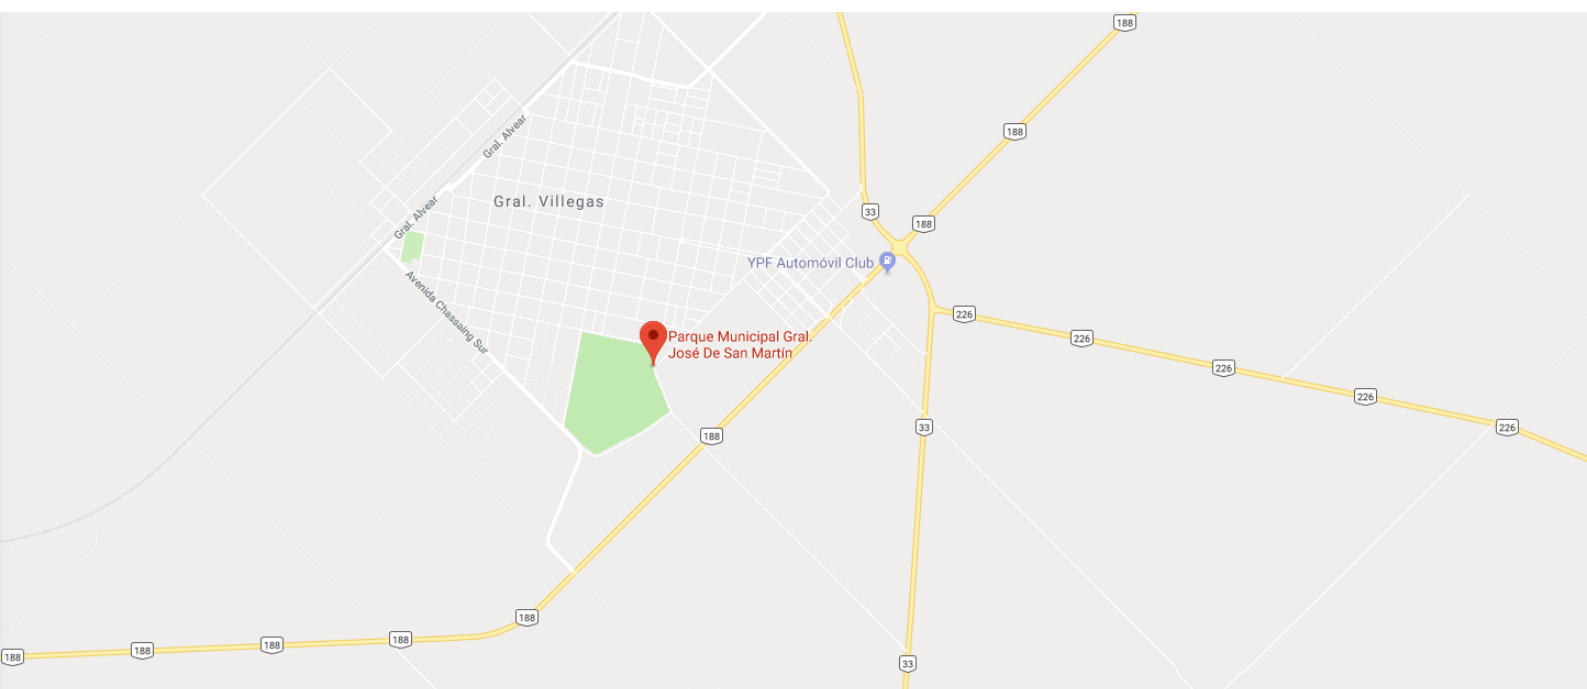 188
188
Gral. Alvear
Gral. Villegas
Gral. Alvear
33
188
YPF Automóvil Club
Avenida Chassaing Sur
226
Parque Municipal Gral.
José De San Martín
226
226
226
188
33
226
188
188
188
188
188
33